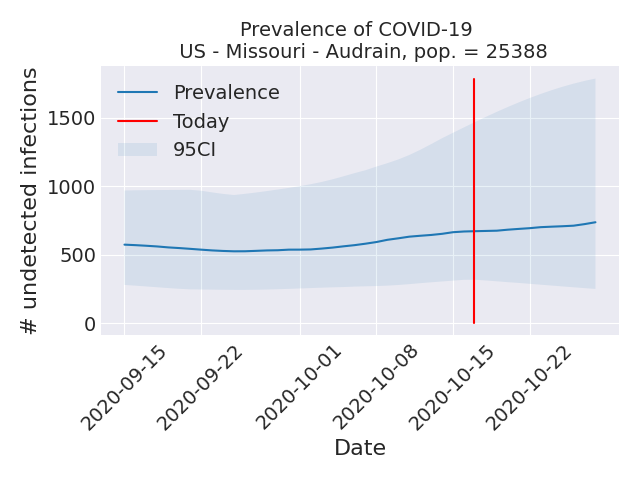 Prevalence of COVID-19
US - Missouri - Audrain, pop. = 25388
# undetected infections
1500
1000
500
0
Prevalence
Today
95CI
2020-09-15
2020-09-22
2020-10-01
2020-10-08
2020-10-15
2020-10-22
Date